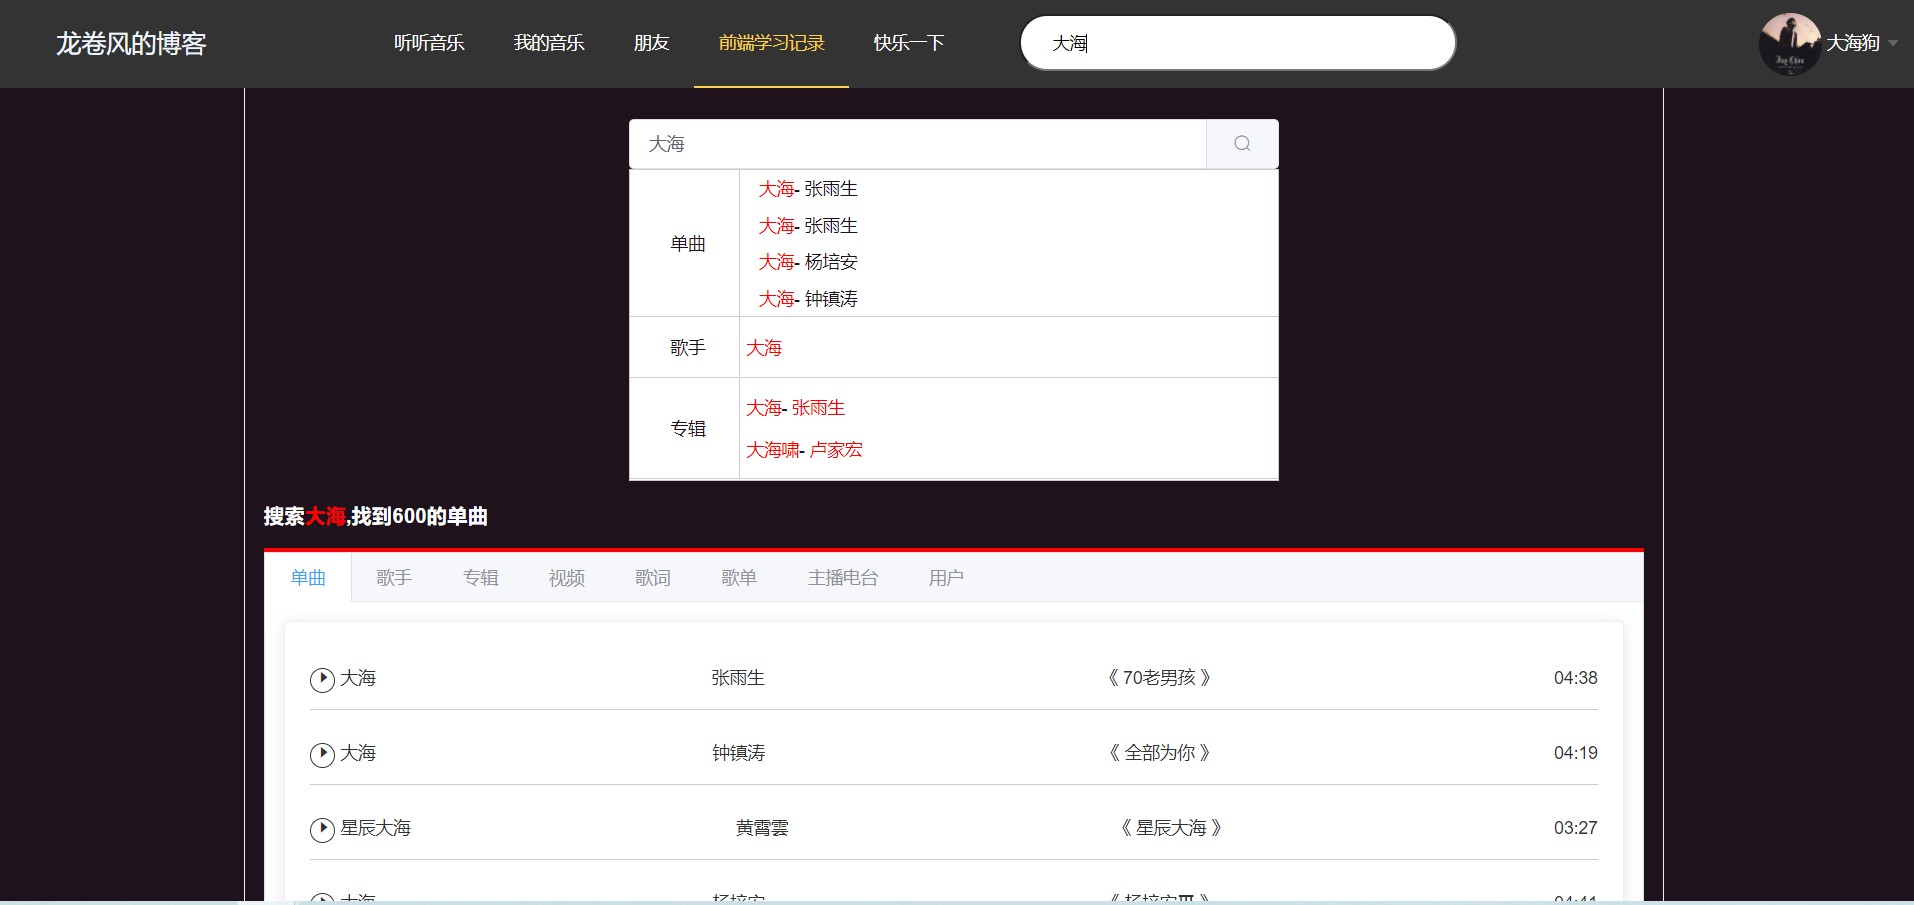 龙卷风的博客 听听音乐 我的音乐 朋友 前端学习记录 快乐一下 大海 大海狗
大海
单曲
大海- 张雨生
大海- 张雨生
大海- 杨培安
大海- 钟镇涛
歌手 大海
专辑
大海- 张雨生
大海啸- 卢家宏
搜索大海,找到600的单曲
单曲 歌手 专辑 视频 歌词 歌单 主播电台 用户
大海 张雨生 《 70老男孩 》 04:38
大海 钟镇涛 《 全部为你 》 04:19
星辰大海 黄霄雲 《 星辰大海 》 03:27
大海 杨培安 04:41